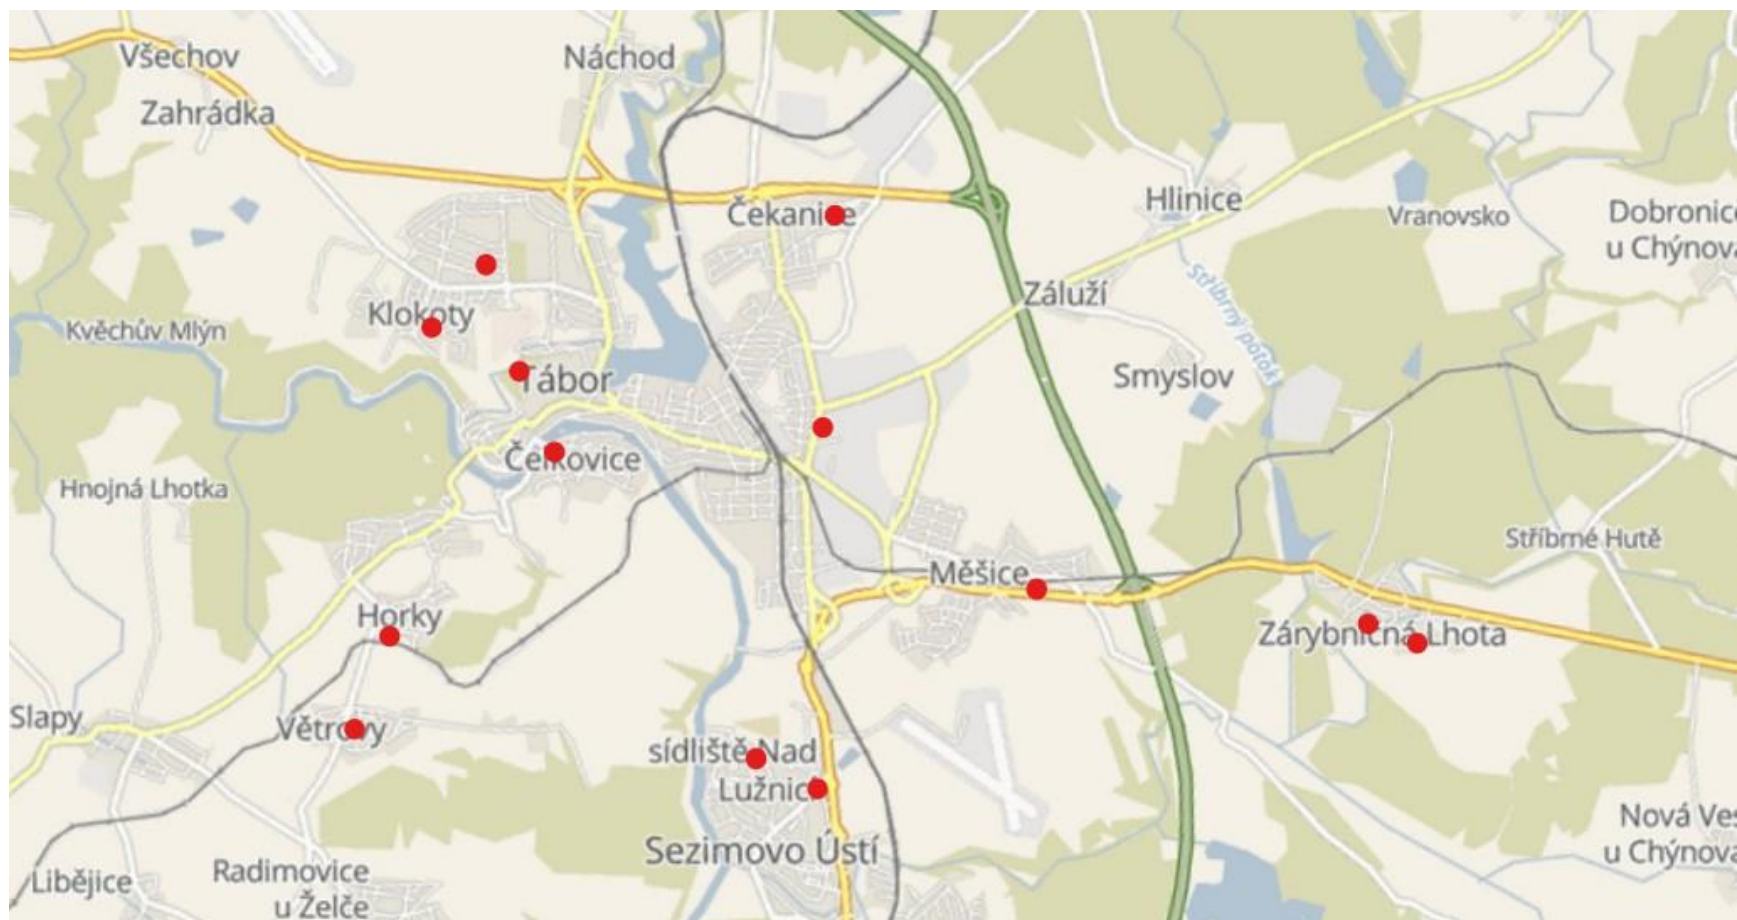 Všechov
Náchod
Zahrádka
Čekanice
Hlinice
Vranovsko
Dobronice
u Chýnova
Stříbrný potok
Záluží
Klokoty
Kvěchův Mlýn
Tábor
Smyslov
Čelkovice
Hnojná Lhotka
Stříbrné Hutě
Měšice
Horky
Zárybničná Lhota
Slapy
Větrovy
sídliště Nad
Lužnicí
Sezimovo Ústí
Nová Ves
u Chýnova
Radimovice
u Želče
Libějice